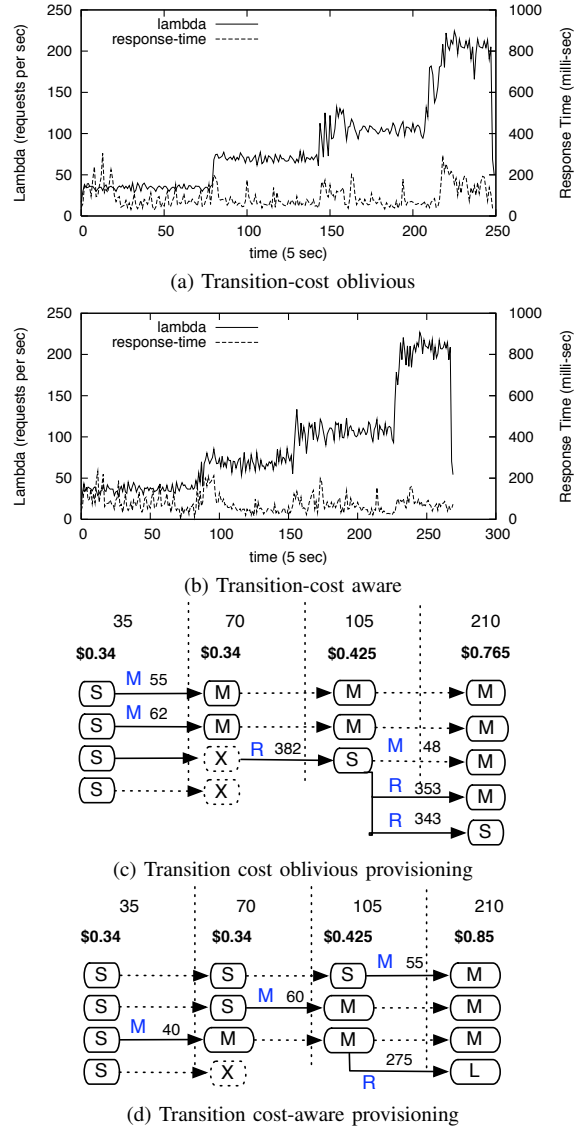 lambda
response-time
Lambda (requests per sec)
Response Time (milli-sec)
250
200
150
100
50
0
1000
800
600
400
200
0
0 50 100 150 200 250
time (5 sec)
(a) Transition-cost oblivious
lambda
response-time
Lambda (requests per sec)
Response Time (milli-sec)
250
200
150
100
50
0
1000
800
600
400
200
0
0 50 100 150 200 250 300
time (5 sec)
(b) Transition-cost aware
35 70 105 210
$0.34 $0.34 $0.425 $0.765
S M 55 M M M
S M 62 M M M
S X R 382 S M 48 M
S X R 353 M
R 343 S
(c) Transition cost oblivious provisioning
35 70 105 210
$0.34 $0.34 $0.425 $0.85
S S S M 55 M
S S M 60 M M
S M 40 M M M
S X R 275 L
(d) Transition cost-aware provisioning